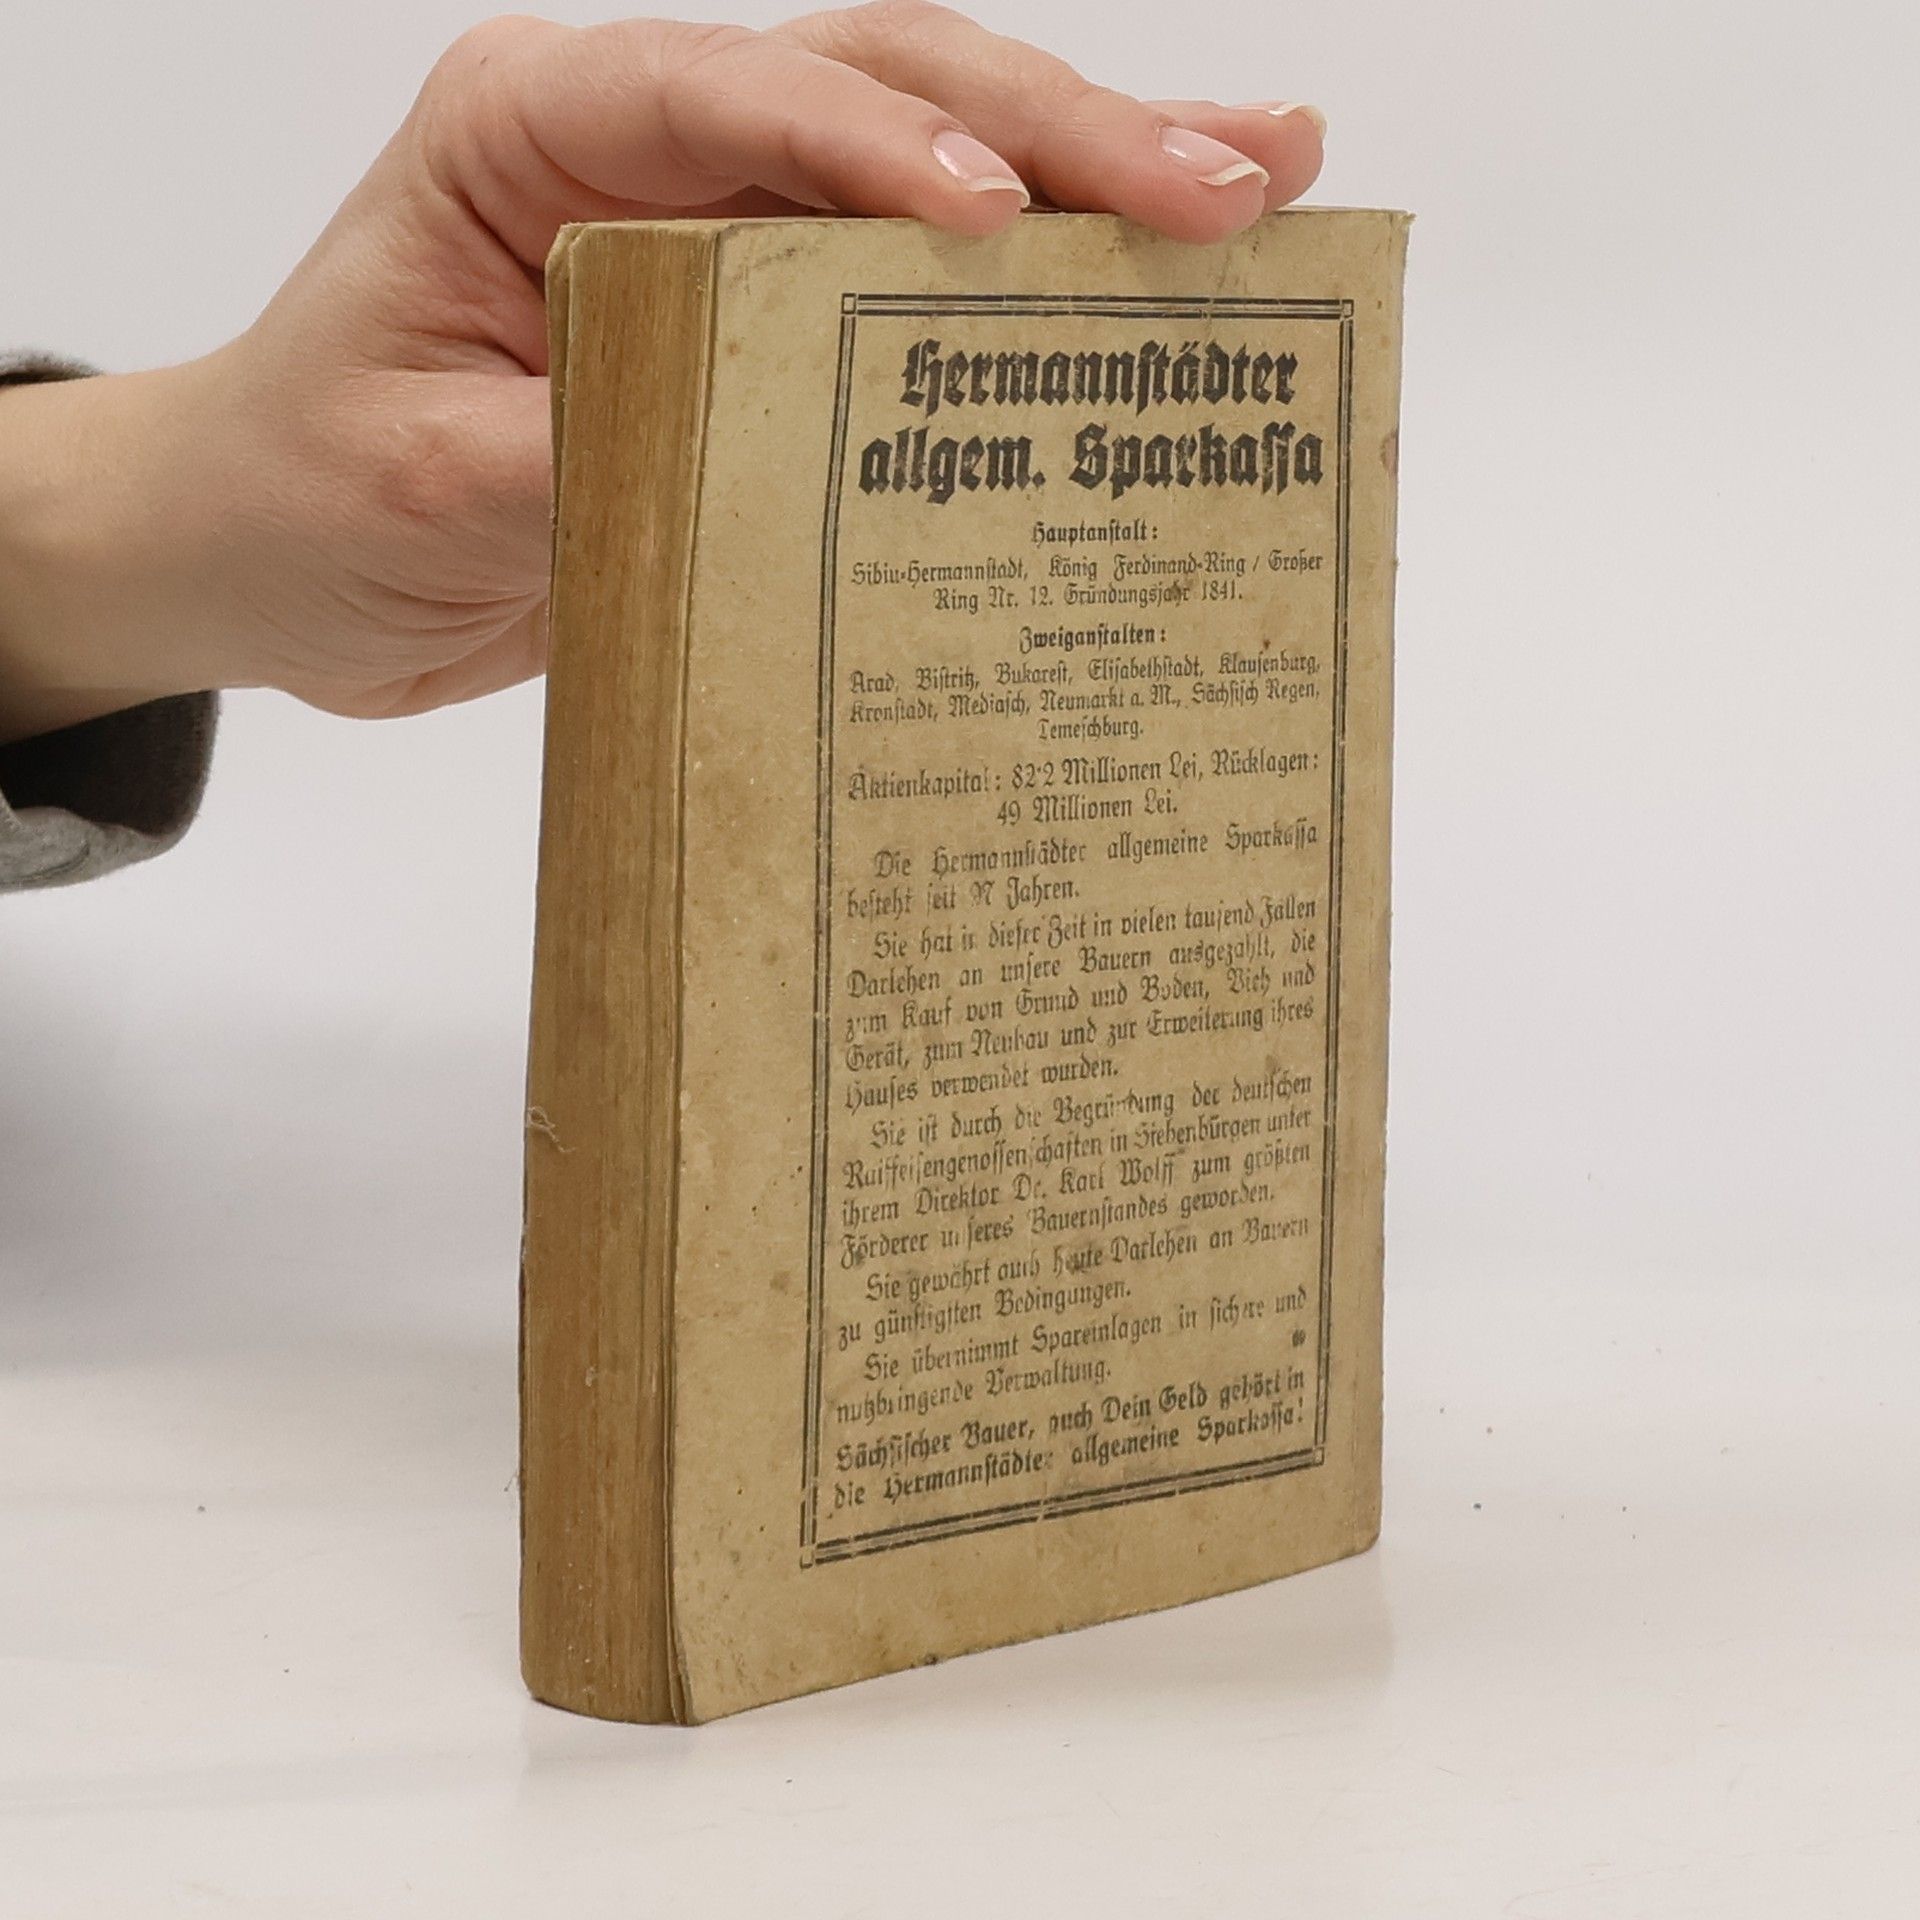 Hermannstädter
allgem. Sparkassa
Hauptanstalt:
Sibiu-Hermannstadt, König Ferdinand-Ring / Großer
Ring Nr. 12. Gründungsjahr 1841.
Zweiganstalten:
Arad, Bistritz, Bukarest, Elisabethstadt, Klausenburg,
Kronstadt, Mediasch, Neumarkt a. M., Sächsisch Regen,
Temeschburg.
Aktienkapital: 82·2 Millionen Lei, Rücklagen:
49 Millionen Lei.
Die Hermannstädter allgemeine Sparkassa
besteht seit Jahren.
Sie hat in dieser Zeit in vielen tausend Fällen
Darlehen an unsere Bauern ausgezahlt, die
zum Kauf von Grund und Boden, Vieh und
Gerät, zum Neubau und zur Erweiterung ihres
Hauses verwendet wurden.
Sie ist durch die Begründung der deutschen
Raiffeisengenossenschaften in Siebenbürgen unter
ihrem Direktor Dr. Karl Wolff zum größten
Förderer unseres Bauernstandes geworden.
Sie gewährt auch heute Darlehen an Bauern
zu günstigsten Bedingungen.
Sie übernimmt Spareinlagen in sichere und
nutzbringende Verwaltung.
Sächsischer Bauer, auch Dein Geld gehört in
die Hermannstädter allgemeine Sparkassa!